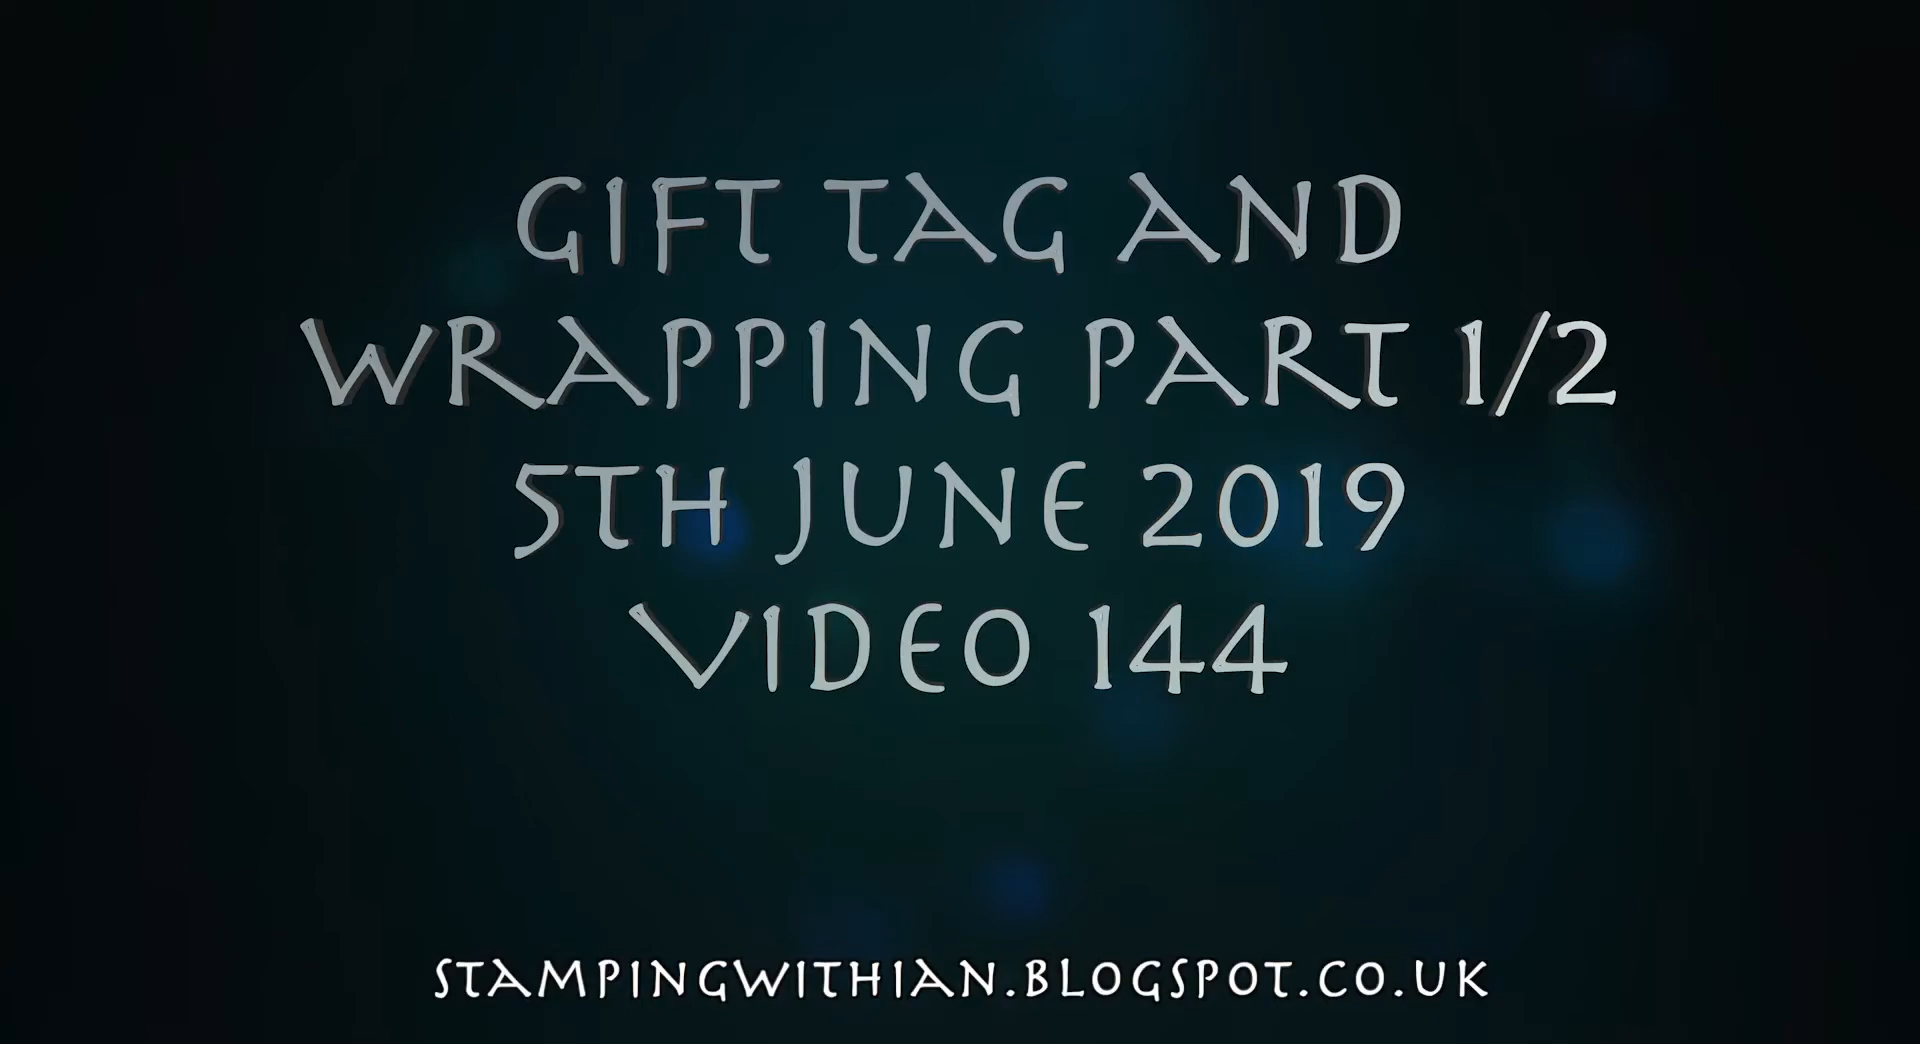 GIFT TAG AND
WRAPPING PART 1/2
5TH JUNE 2019
VIDEO 144
STAMPINGWITHIAN.BLOGSPOT.CO.UK